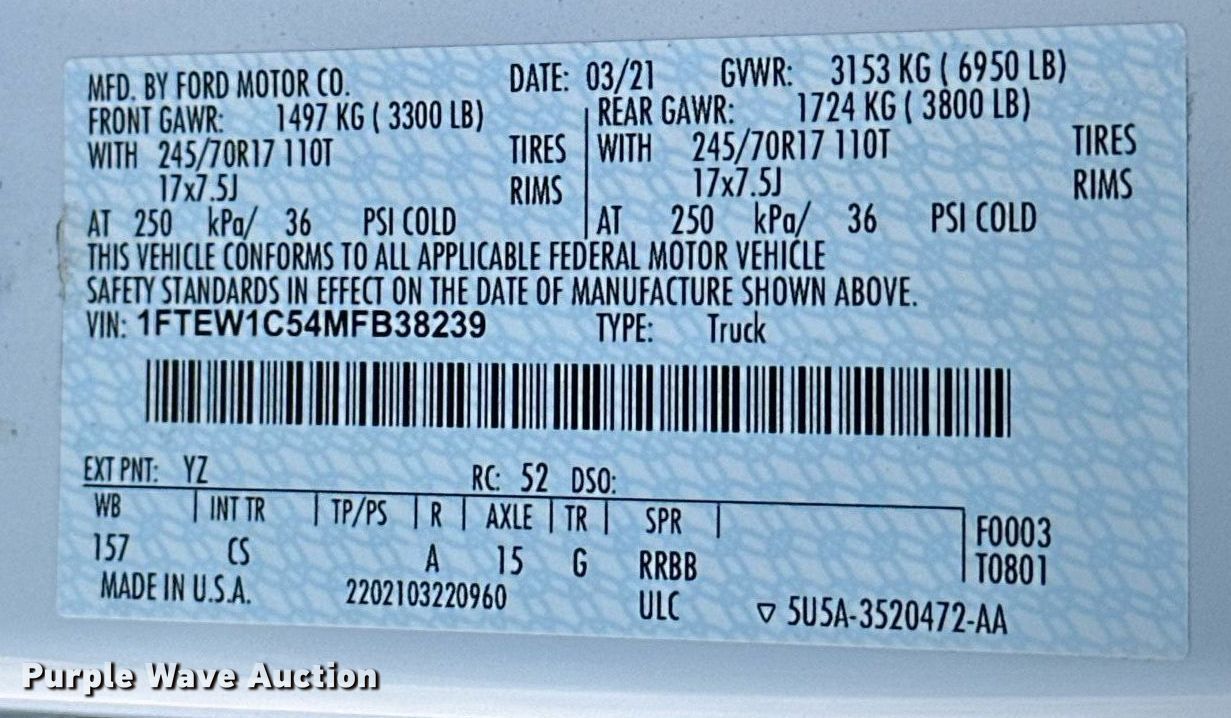 MFD. BY FORD MOTOR CO. DATE: 03/21 GVWR: 3153 KG ( 6950 LB)
FRONT GAWR: 1497 KG ( 3300 LB) REAR GAWR: 1724 KG ( 3800 LB)
WITH 245/70R17 110T TIRES WITH 245/70R17 110T TIRES
17x7.5J RIMS 17x7.5J RIMS
AT 250 kPa/ 36 PSI COLD AT 250 kPa/ 36 PSI COLD
THIS VEHICLE CONFORMS TO ALL APPLICABLE FEDERAL MOTOR VEHICLE
SAFETY STANDARDS IN EFFECT ON THE DATE OF MANUFACTURE SHOWN ABOVE.
VIN: 1FTEW1C54MFB38239 TYPE: Truck
EXT PNT: YZ RC: 52 DSO:
WB INT TR TP/PS R AXLE TR SPR F0003
157 CS A 15 G RRBB T0801
MADE IN U.S.A. 2202103220960 ULC ▽ 5U5A-3520472-AA
Purple Wave Auction